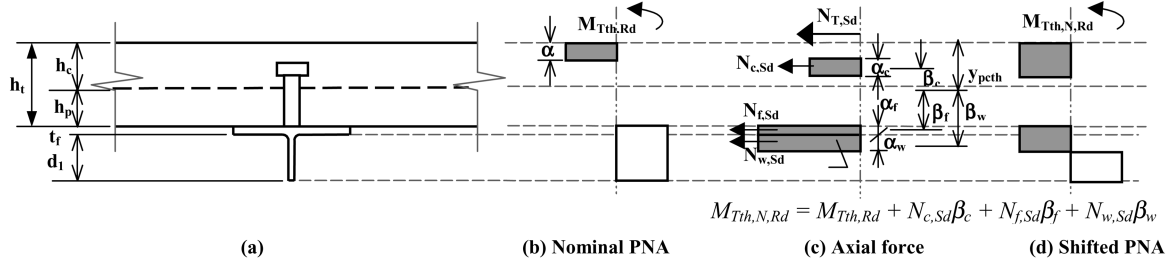 h_t
h_c
h_p
t_f
d_1
M_{Tth,Rd}
α
N_{T,Sd}
N_{c,Sd}
α_c
β_c
N_{f,Sd}
α_f
β_f
N_{w,Sd}
α_w
β_w
y_{pcth}
M_{Tth,N,Rd}
M_{Tth,N,Rd} = M_{Tth,Rd} + N_{c,Sd}β_c + N_{f,Sd}β_f + N_{w,Sd}β_w
(a)
(b) Nominal PNA
(c) Axial force
(d) Shifted PNA